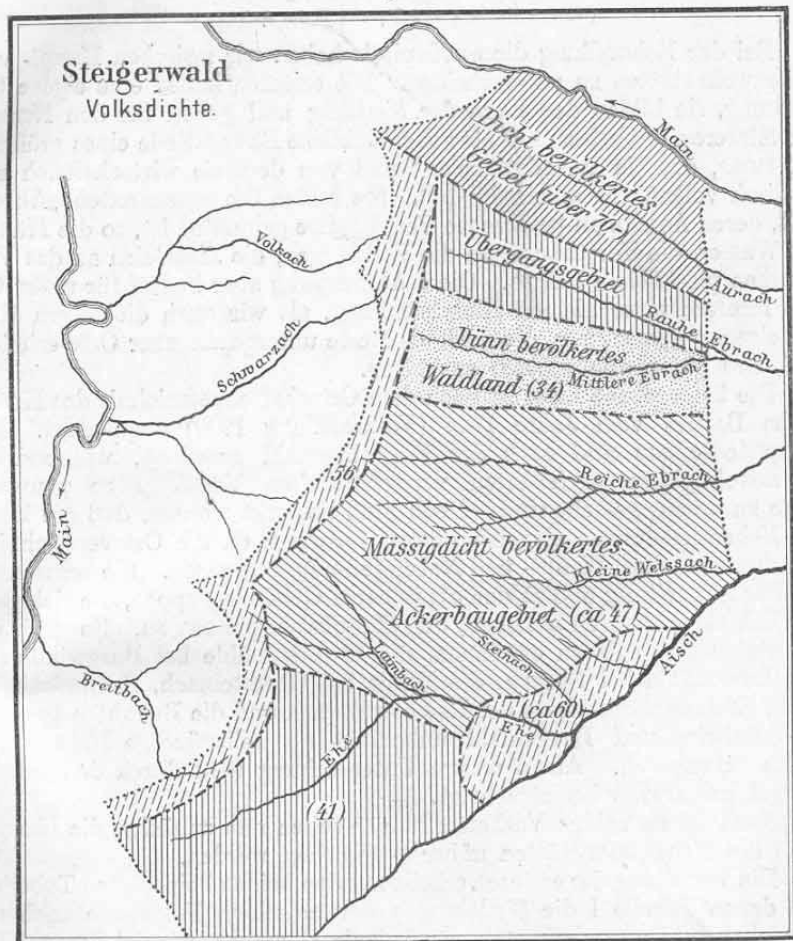 Steigerwald
Volksdichte.
Main
Dicht bevölkertes
Gebiet, (über 70-)
Aurach
Volkach
Übergangsgebiet
Rauhe Ebrach
Dünn bevölkertes
Mittlere Ebrach
Waldland (34)
Schwarzach
56
Reiche Ebrach
Main
Mässigdicht bevölkertes
Kleine Weissach
Ackerbaugebiet (ca 47)
Steinach
Aisch
Laimbach
Breitbach
(ca 60)
Ehe
Ehe
(41)